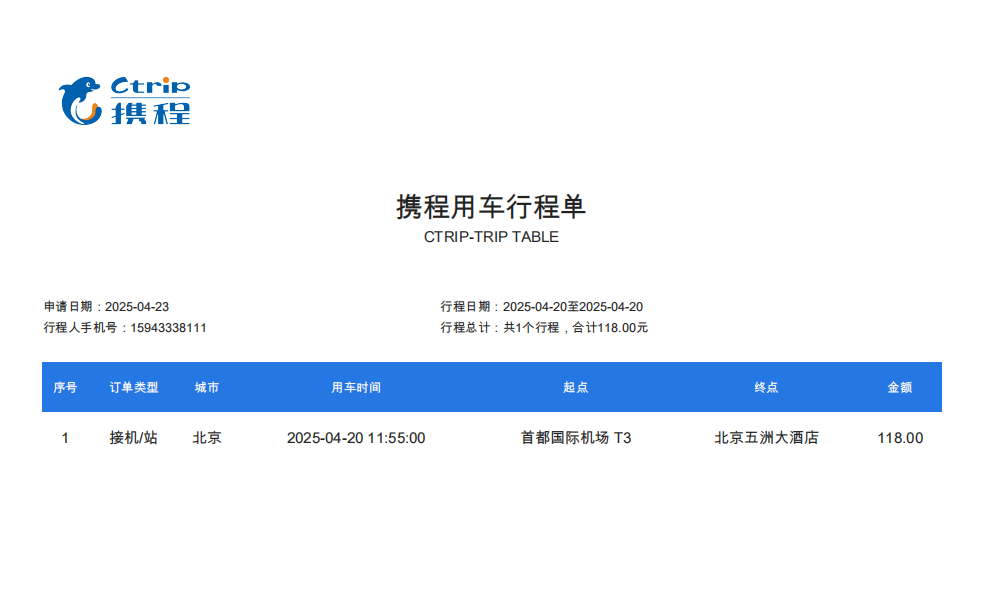 Ctrip
携程
携程用车行程单
CTRIP-TRIP TABLE
申请日期：2025-04-23 行程日期：2025-04-20至2025-04-20
行程人手机号：15943338111 行程总计：共1个行程，合计118.00元
序号 订单类型 城市 用车时间 起点 终点 金额
1 接机/站 北京 2025-04-20 11:55:00 首都国际机场 T3 北京五洲大酒店 118.00